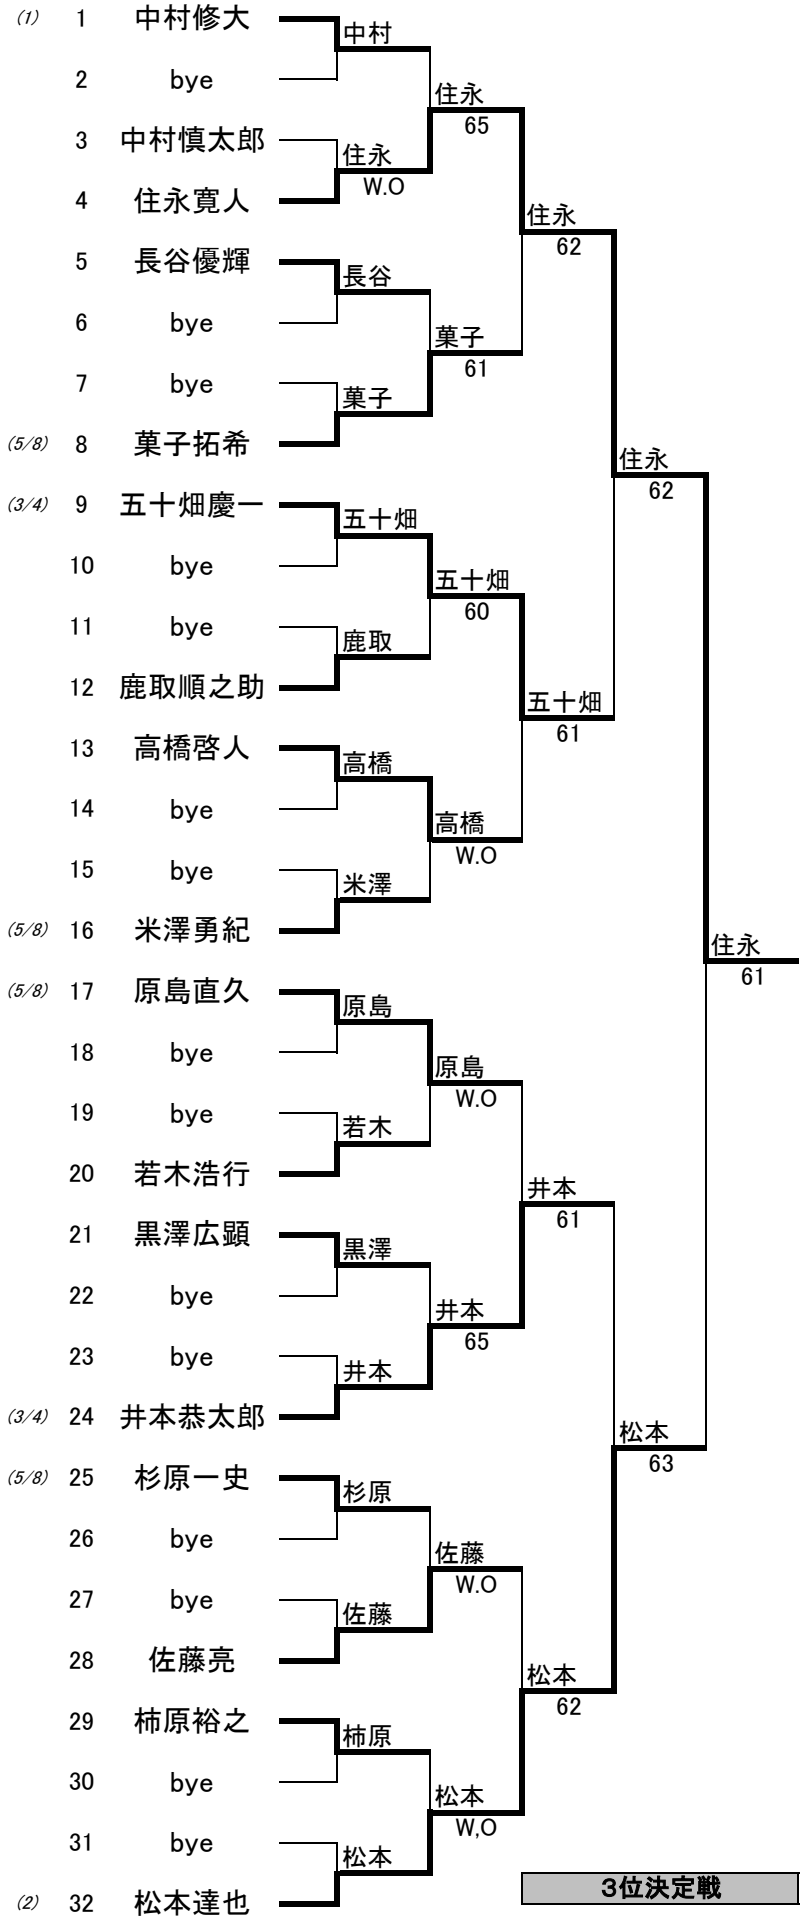 (1) 1 中村修大
中村
2 bye
住永
65
3 中村慎太郎
住永
W.O
4 住永寛人
住永
62
5 長谷優輝
長谷
6 bye
菓子
61
7 bye
菓子
(5/8) 8 菓子拓希
住永
62
(3/4) 9 五十畑慶一
五十畑
10 bye
五十畑
60
11 bye
鹿取
12 鹿取順之助
五十畑
61
13 高橋啓人
高橋
14 bye
高橋
W.O
15 bye
米澤
(5/8) 16 米澤勇紀
住永
61
(5/8) 17 原島直久
原島
18 bye
原島
W.O
19 bye
若木
20 若木浩行
井本
61
21 黒澤広顕
黒澤
22 bye
井本
65
23 bye
井本
(3/4) 24 井本恭太郎
松本
63
(5/8) 25 杉原一史
杉原
26 bye
佐藤
W.O
27 bye
佐藤
28 佐藤亮
松本
62
29 柿原裕之
柿原
30 bye
松本
W,O
31 bye
松本
(2) 32 松本達也
3位決定戦